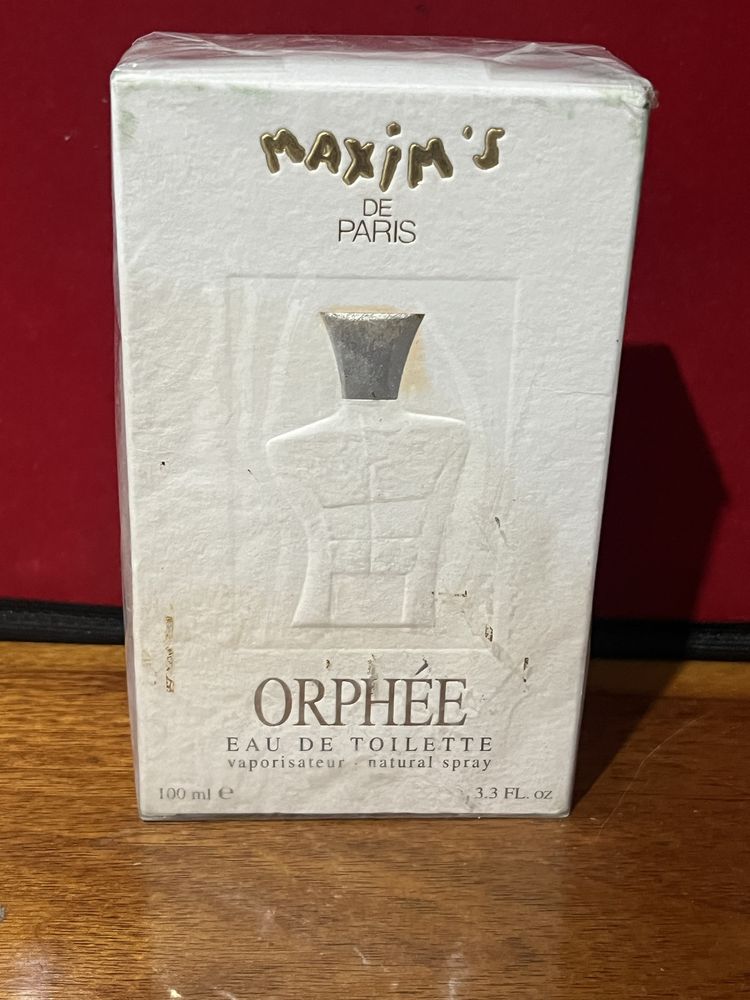 MAXIM'S
DE
PARIS
ORPHÉE
EAU DE TOILETTE
vaporisateur · natural spray
100 ml ℮ 3.3 FL. oz